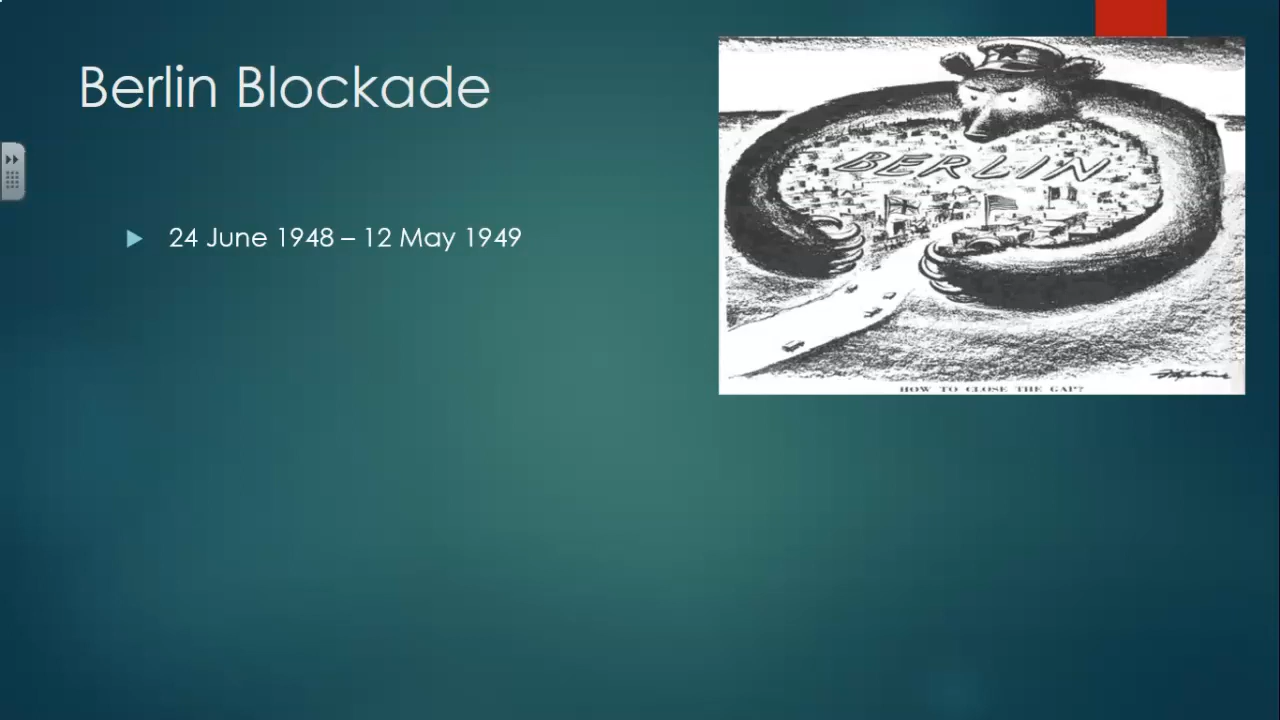 Berlin Blockade
24 June 1948 – 12 May 1949
BERLIN
HOW TO CLOSE THE GAP?